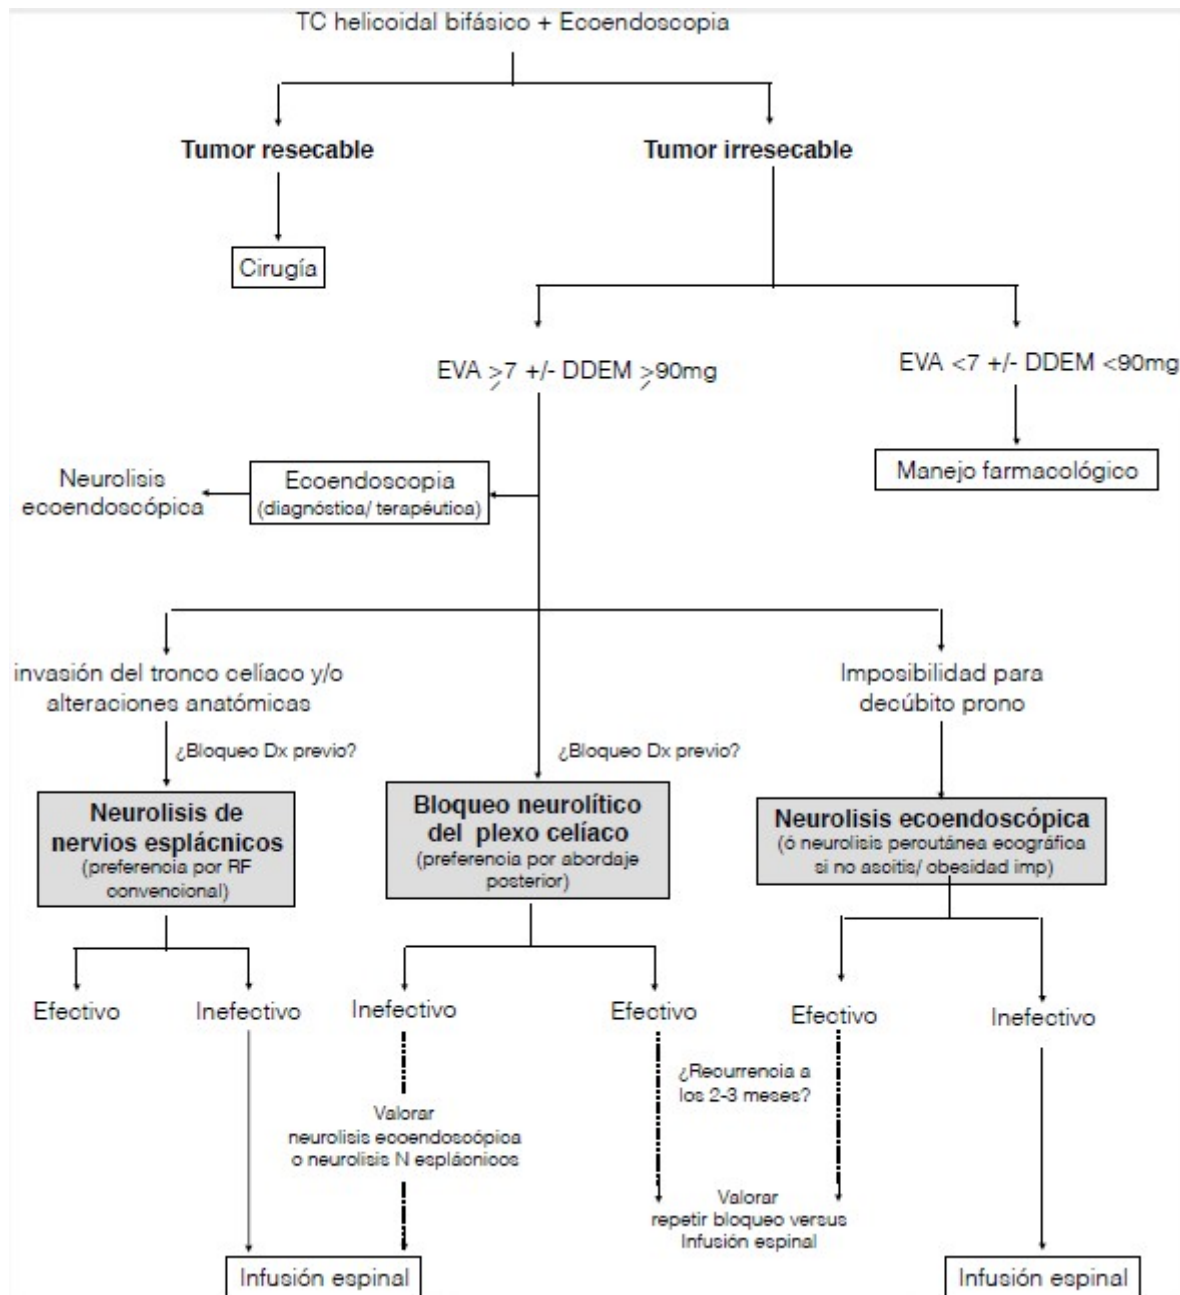 TC helicoidal bifásico + Ecoendoscopia
Tumor resecable
Tumor irresecable
Cirugía
EVA ≥7 +/- DDEM ≥90mg
EVA <7 +/- DDEM <90mg
Manejo farmacológico
Neurolisis
ecoendoscópica
Ecoendoscopia
(diagnóstica/ terapéutica)
invasión del tronco celíaco y/o
alteraciones anatómicas
Imposibilidad para
decúbito prono
¿Bloqueo Dx previo?
¿Bloqueo Dx previo?
Neurolisis de
nervios esplácnicos
(preferencia por RF
convencional)
Bloqueo neurolítico
del plexo celíaco
(preferencia por abordaje
posterior)
Neurolisis ecoendoscópica
(ó neurolisis percutánea ecográfica
si no ascitis/ obesidad imp)
Efectivo
Inefectivo
Inefectivo
Efectivo
Efectivo
Inefectivo
¿Recurrencia a
los 2-3 meses?
Valorar
neurolisis ecoendoscópica
o neurolisis N esplácnicos
Valorar
repetir bloqueo versus
Infusión espinal
Infusión espinal
Infusión espinal